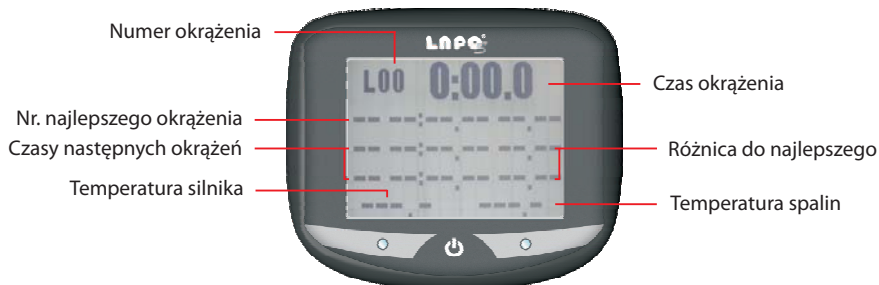 Numer okrążenia
LAPO
L00 0:00.0
Czas okrążenia
Nr. najlepszego okrążenia
Czasy następnych okrążeń
Różnica do najlepszego
Temperatura silnika
Temperatura spalin